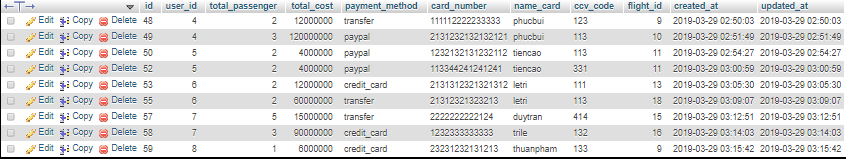 id user_id total_passenger total_cost payment_method card_number name_card ccv_code flight_id created_at updated_at
Edit Copy Delete 48 4 2 12000000 transfer 111112222333333 phucbui 123 9 2019-03-29 02:50:03 2019-03-29 02:50:03
Edit Copy Delete 49 4 3 120000000 paypal 2131232132132121 phucbui 113 10 2019-03-29 02:51:49 2019-03-29 02:51:49
Edit Copy Delete 50 5 2 4000000 paypal 1232132131232112 tiencao 113 11 2019-03-29 02:54:27 2019-03-29 02:54:27
Edit Copy Delete 52 5 2 4000000 paypal 113344241241241 tiencao 331 11 2019-03-29 03:00:59 2019-03-29 03:00:59
Edit Copy Delete 53 6 2 12000000 credit_card 2131312321321312 letri 111 13 2019-03-29 03:05:30 2019-03-29 03:05:30
Edit Copy Delete 55 6 2 60000000 transfer 21312321323213 letri 113 18 2019-03-29 03:09:07 2019-03-29 03:09:07
Edit Copy Delete 57 7 5 15000000 transfer 2222222222124 duytran 414 15 2019-03-29 03:12:51 2019-03-29 03:12:51
Edit Copy Delete 58 7 3 90000000 credit_card 1232333333333 trile 132 16 2019-03-29 03:14:03 2019-03-29 03:14:03
Edit Copy Delete 59 8 1 6000000 credit_card 23231232131213 thuanpham 133 9 2019-03-29 03:15:42 2019-03-29 03:15:42